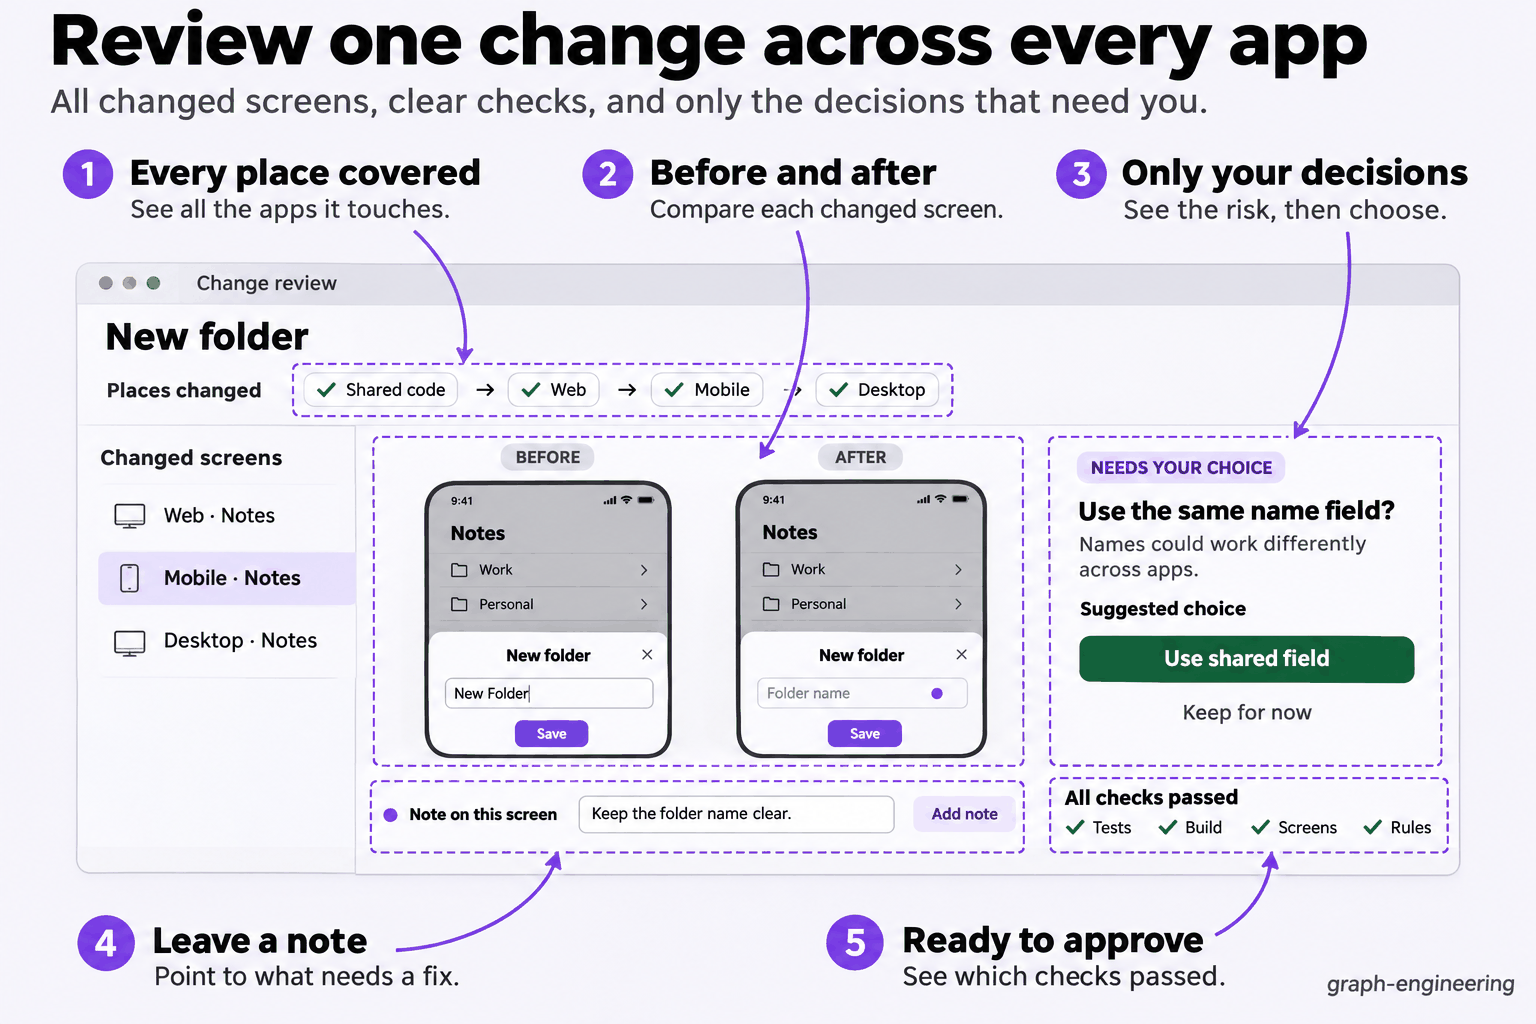 Review one change across every app
All changed screens, clear checks, and only the decisions that need you.
1 Every place covered
See all the apps it touches.
2 Before and after
Compare each changed screen.
3 Only your decisions
See the risk, then choose.
Change review
New folder
Places changed
Shared code → Web → Mobile → Desktop
Changed screens
Web · Notes
Mobile · Notes
Desktop · Notes
BEFORE
9:41
Notes
Work
Personal
New folder ×
New Folder
Save
AFTER
9:41
Notes
Work
Personal
New folder ×
Folder name
Save
NEEDS YOUR CHOICE
Use the same name field?
Names could work differently
across apps.
Suggested choice
Use shared field
Keep for now
Note on this screen
Keep the folder name clear.
Add note
All checks passed
Tests Build Screens Rules
4 Leave a note
Point to what needs a fix.
5 Ready to approve
See which checks passed.
graph-engineering